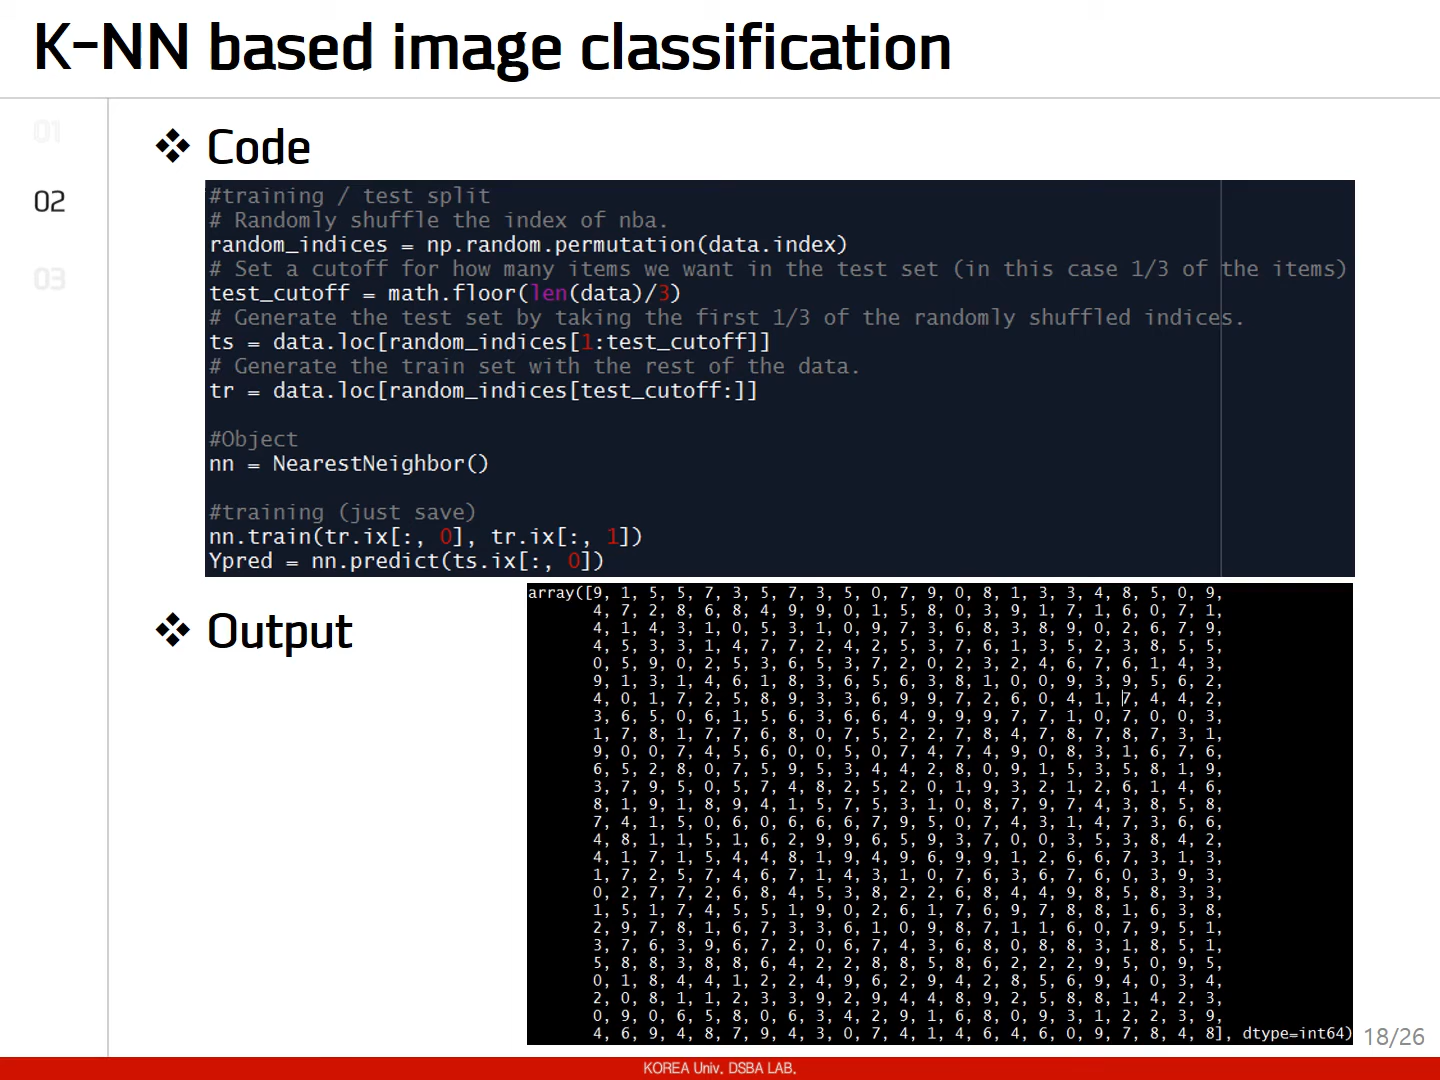 K-NN based image classification
01
02
03
❖ Code
#training / test split
# Randomly shuffle the index of nba.
random_indices = np.random.permutation(data.index)
# Set a cutoff for how many items we want in the test set (in this case 1/3 of the items)
test_cutoff = math.floor(len(data)/3)
# Generate the test set by taking the first 1/3 of the randomly shuffled indices.
ts = data.loc[random_indices[1:test_cutoff]]
# Generate the train set with the rest of the data.
tr = data.loc[random_indices[test_cutoff:]]
#Object
nn = NearestNeighbor()
#training (just save)
nn.train(tr.ix[:, 0], tr.ix[:, 1])
Ypred = nn.predict(ts.ix[:, 0])
❖ Output
array([9, 1, 5, 5, 7, 3, 5, 7, 3, 5, 0, 7, 9, 0, 8, 1, 3, 3, 4, 8, 5, 0, 9,
4, 7, 2, 8, 6, 8, 4, 9, 9, 0, 1, 5, 8, 0, 3, 9, 1, 7, 1, 6, 0, 7, 1,
4, 1, 4, 3, 1, 0, 5, 3, 1, 0, 9, 7, 3, 6, 8, 3, 8, 9, 0, 2, 6, 7, 9,
4, 5, 3, 3, 1, 4, 7, 7, 2, 4, 2, 5, 3, 7, 6, 1, 3, 5, 2, 3, 8, 5, 5,
0, 5, 9, 0, 2, 5, 3, 6, 5, 3, 7, 2, 0, 2, 3, 2, 4, 6, 7, 6, 1, 4, 3,
9, 1, 3, 1, 4, 6, 1, 8, 3, 6, 5, 6, 3, 8, 1, 0, 0, 9, 3, 9, 5, 6, 2,
4, 0, 1, 7, 2, 5, 8, 9, 3, 3, 6, 9, 9, 7, 2, 6, 0, 4, 1, 7, 4, 4, 2,
3, 6, 5, 0, 6, 1, 5, 6, 3, 6, 6, 4, 9, 9, 9, 7, 7, 1, 0, 7, 0, 0, 3,
1, 7, 8, 1, 7, 7, 6, 8, 0, 7, 5, 2, 2, 7, 8, 4, 7, 8, 7, 8, 7, 3, 1,
9, 0, 0, 7, 4, 5, 6, 0, 0, 5, 0, 7, 4, 7, 4, 9, 0, 8, 3, 1, 6, 7, 6,
6, 5, 2, 8, 0, 7, 5, 9, 5, 3, 4, 4, 2, 8, 0, 9, 1, 5, 3, 5, 8, 1, 9,
3, 7, 9, 5, 0, 5, 7, 4, 8, 2, 5, 2, 0, 1, 9, 3, 2, 1, 2, 6, 1, 4, 6,
8, 1, 9, 1, 8, 9, 4, 1, 5, 7, 5, 3, 1, 0, 8, 7, 9, 7, 4, 3, 8, 5, 8,
7, 4, 1, 5, 0, 6, 0, 6, 6, 6, 7, 9, 5, 0, 7, 4, 3, 1, 4, 7, 3, 6, 6,
4, 8, 1, 1, 5, 1, 6, 2, 9, 9, 6, 5, 9, 3, 7, 0, 0, 3, 5, 3, 8, 4, 2,
4, 1, 7, 1, 5, 4, 4, 8, 1, 9, 4, 9, 6, 9, 9, 1, 2, 6, 6, 7, 3, 1, 3,
1, 7, 2, 5, 7, 4, 6, 7, 1, 4, 3, 1, 0, 7, 6, 3, 6, 7, 6, 0, 3, 9, 3,
0, 2, 7, 7, 2, 6, 8, 4, 5, 3, 8, 2, 2, 6, 8, 4, 4, 9, 8, 5, 8, 3, 3,
1, 5, 1, 7, 4, 5, 5, 1, 9, 0, 2, 6, 1, 7, 6, 9, 7, 8, 8, 1, 6, 3, 8,
2, 9, 7, 8, 1, 6, 7, 3, 3, 6, 1, 0, 9, 8, 7, 1, 1, 6, 0, 7, 9, 5, 1,
3, 7, 6, 3, 9, 6, 7, 2, 0, 6, 7, 4, 3, 6, 8, 0, 8, 8, 3, 1, 8, 5, 1,
5, 8, 8, 3, 8, 8, 6, 4, 2, 2, 8, 8, 5, 8, 6, 2, 2, 2, 9, 5, 0, 9, 5,
0, 1, 8, 4, 4, 1, 2, 2, 4, 9, 6, 2, 9, 4, 2, 8, 5, 6, 9, 4, 0, 3, 4,
2, 0, 8, 1, 1, 2, 3, 3, 9, 2, 9, 4, 4, 8, 9, 2, 5, 8, 8, 1, 4, 2, 3,
0, 9, 0, 6, 5, 8, 0, 6, 3, 4, 2, 9, 1, 6, 8, 0, 9, 3, 1, 2, 2, 3, 9,
4, 6, 9, 4, 8, 7, 9, 4, 3, 0, 7, 4, 1, 4, 6, 4, 6, 0, 9, 7, 8, 4, 8], dtype=int64)
18/26
KOREA Univ. DSBA LAB.